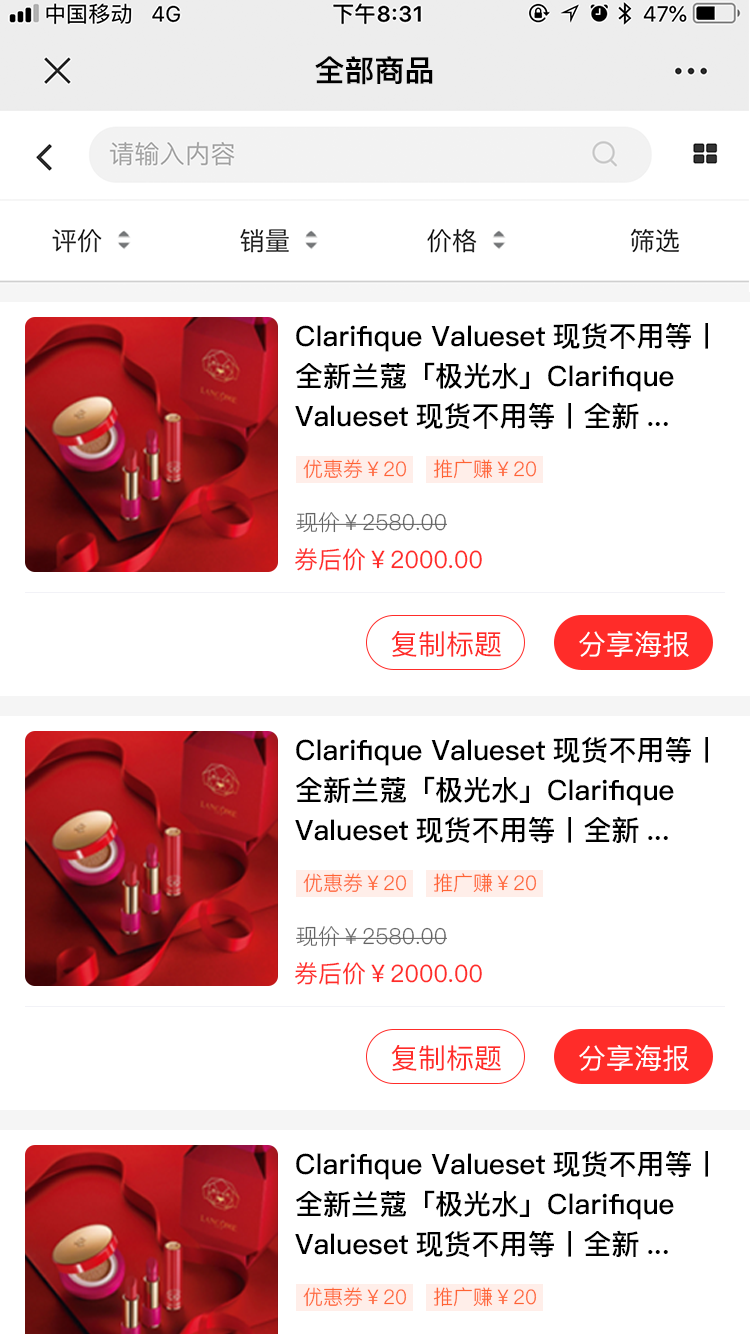 中国移动 4G 下午8:31 47%
全部商品
请输入内容
评价 销量 价格 筛选
LANCOME
Clarifique Valueset 现货不用等丨
全新兰蔻「极光水」Clarifique
Valueset 现货不用等丨全新 ...
优惠券￥20 推广赚￥20
现价￥2580.00
券后价￥2000.00
复制标题 分享海报
LANCOME
Clarifique Valueset 现货不用等丨
全新兰蔻「极光水」Clarifique
Valueset 现货不用等丨全新 ...
优惠券￥20 推广赚￥20
现价￥2580.00
券后价￥2000.00
复制标题 分享海报
LANCOME
Clarifique Valueset 现货不用等丨
全新兰蔻「极光水」Clarifique
Valueset 现货不用等丨全新 ...
优惠券￥20 推广赚￥20